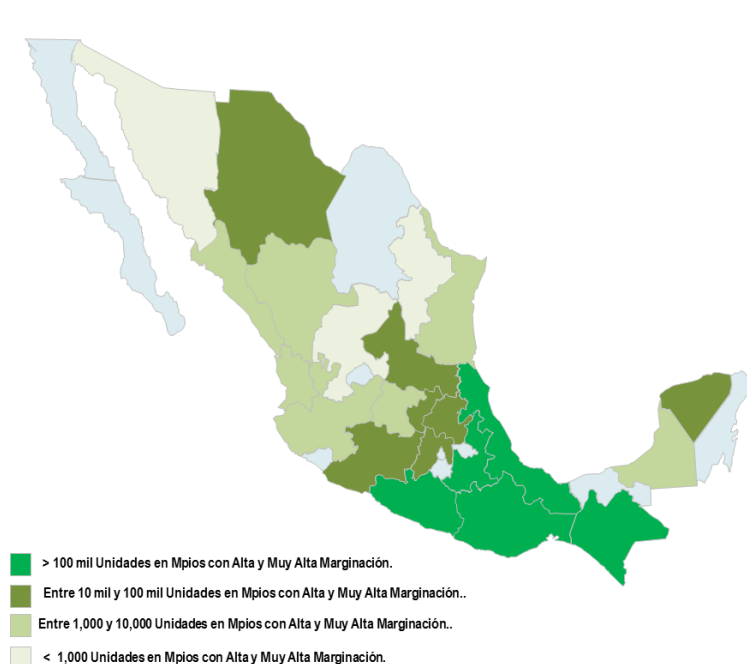 > 100 mil Unidades en Mpios con Alta y Muy Alta Marginación.
Entre 10 mil y 100 mil Unidades en Mpios con Alta y Muy Alta Marginación..
Entre 1,000 y 10,000 Unidades en Mpios con Alta y Muy Alta Marginación..
< 1,000 Unidades en Mpios con Alta y Muy Alta Marginación.